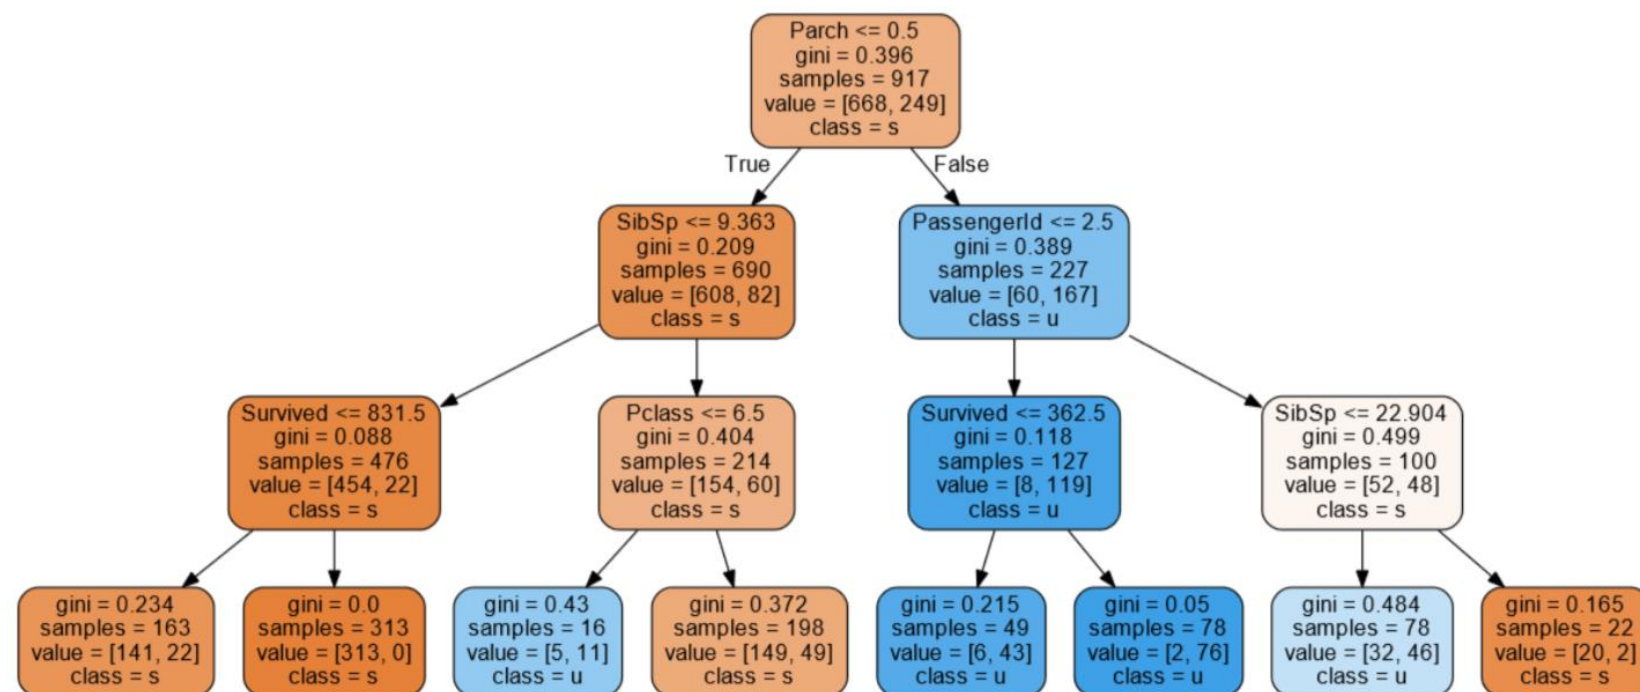 Parch <= 0.5
gini = 0.396
samples = 917
value = [668, 249]
class = s
True
False
SibSp <= 9.363
gini = 0.209
samples = 690
value = [608, 82]
class = s
PassengerId <= 2.5
gini = 0.389
samples = 227
value = [60, 167]
class = u
Survived <= 831.5
gini = 0.088
samples = 476
value = [454, 22]
class = s
Pclass <= 6.5
gini = 0.404
samples = 214
value = [154, 60]
class = s
Survived <= 362.5
gini = 0.118
samples = 127
value = [8, 119]
class = u
SibSp <= 22.904
gini = 0.499
samples = 100
value = [52, 48]
class = s
gini = 0.234
samples = 163
value = [141, 22]
class = s
gini = 0.0
samples = 313
value = [313, 0]
class = s
gini = 0.43
samples = 16
value = [5, 11]
class = u
gini = 0.372
samples = 198
value = [149, 49]
class = s
gini = 0.215
samples = 49
value = [6, 43]
class = u
gini = 0.05
samples = 78
value = [2, 76]
class = u
gini = 0.484
samples = 78
value = [32, 46]
class = u
gini = 0.165
samples = 22
value = [20, 2]
class = s